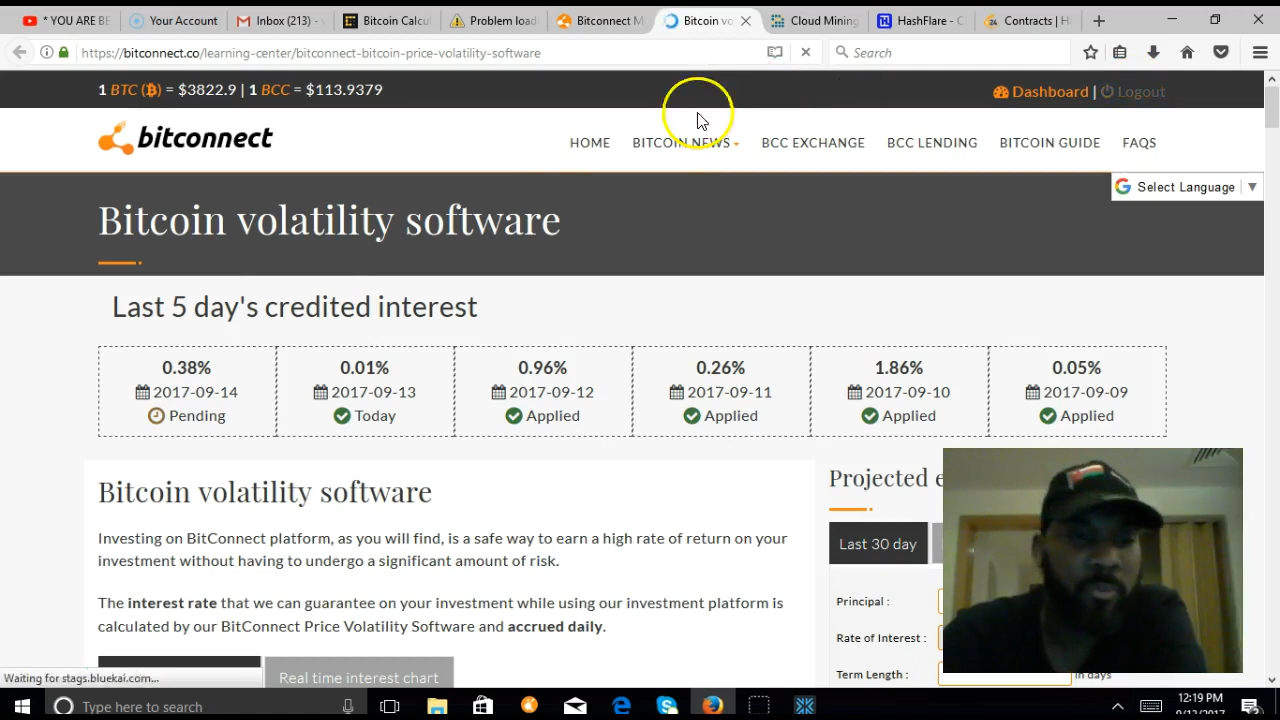 * YOU ARE BE
Your Account
Inbox (213) -
Bitcoin Calcu
Problem load
Bitconnect M
Bitcoin vo
Cloud Mining
HashFlare - C
Contracts | H
https://bitconnect.co/learning-center/bitconnect-bitcoin-price-volatility-software
Search
1 BTC (₿) = $3822.9 | 1 BCC = $113.9379
Dashboard | Logout
bitconnect
HOME
BITCOIN NEWS
BCC EXCHANGE
BCC LENDING
BITCOIN GUIDE
FAQS
Select Language
Bitcoin volatility software
Last 5 day's credited interest
0.38%
2017-09-14
Pending
0.01%
2017-09-13
Today
0.96%
2017-09-12
Applied
0.26%
2017-09-11
Applied
1.86%
2017-09-10
Applied
0.05%
2017-09-09
Applied
Bitcoin volatility software
Investing on BitConnect platform, as you will find, is a safe way to earn a high rate of return on your
investment without having to undergo a significant amount of risk.
The interest rate that we can guarantee on your investment while using our investment platform is
calculated by our BitConnect Price Volatility Software and accrued daily.
Real time interest chart
Projected e
Last 30 day
Principal :
Rate of Interest :
Term Length :
in days
Waiting for stags.bluekai.com...
Type here to search
12:19 PM